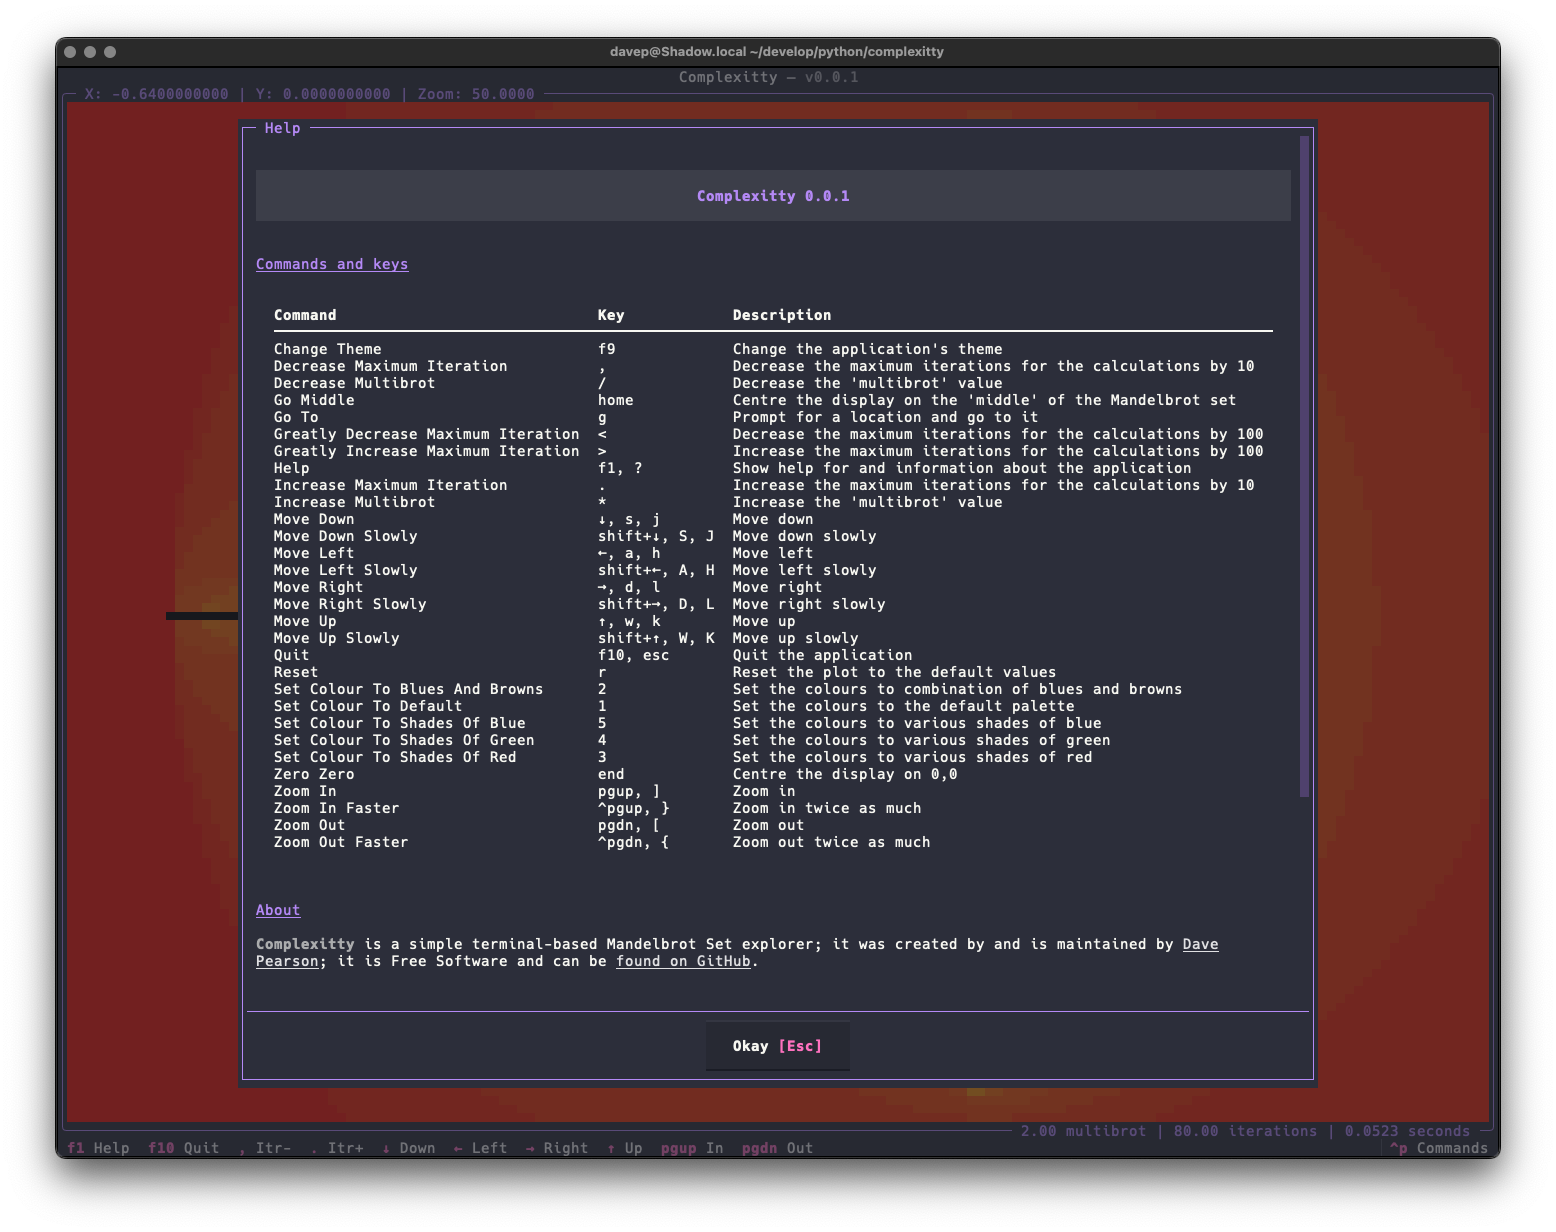 davep@Shadow.local ~/develop/python/complexitty
Complexitty — v0.0.1
X: -0.6400000000 | Y: 0.0000000000 | Zoom: 50.0000
Help
Complexitty 0.0.1
Commands and keys
Command Key Description
Change Theme f9 Change the application's theme
Decrease Maximum Iteration , Decrease the maximum iterations for the calculations by 10
Decrease Multibrot / Decrease the 'multibrot' value
Go Middle home Centre the display on the 'middle' of the Mandelbrot set
Go To g Prompt for a location and go to it
Greatly Decrease Maximum Iteration < Decrease the maximum iterations for the calculations by 100
Greatly Increase Maximum Iteration > Increase the maximum iterations for the calculations by 100
Help f1, ? Show help for and information about the application
Increase Maximum Iteration . Increase the maximum iterations for the calculations by 10
Increase Multibrot * Increase the 'multibrot' value
Move Down ↓, s, j Move down
Move Down Slowly shift+↓, S, J Move down slowly
Move Left ←, a, h Move left
Move Left Slowly shift+←, A, H Move left slowly
Move Right →, d, l Move right
Move Right Slowly shift+→, D, L Move right slowly
Move Up ↑, w, k Move up
Move Up Slowly shift+↑, W, K Move up slowly
Quit f10, esc Quit the application
Reset r Reset the plot to the default values
Set Colour To Blues And Browns 2 Set the colours to combination of blues and browns
Set Colour To Default 1 Set the colours to the default palette
Set Colour To Shades Of Blue 5 Set the colours to various shades of blue
Set Colour To Shades Of Green 4 Set the colours to various shades of green
Set Colour To Shades Of Red 3 Set the colours to various shades of red
Zero Zero end Centre the display on 0,0
Zoom In pgup, ] Zoom in
Zoom In Faster ^pgup, } Zoom in twice as much
Zoom Out pgdn, [ Zoom out
Zoom Out Faster ^pgdn, { Zoom out twice as much
About
Complexitty is a simple terminal-based Mandelbrot Set explorer; it was created by and is maintained by Dave
Pearson; it is Free Software and can be found on GitHub.
Okay [Esc]
2.00 multibrot | 80.00 iterations | 0.0523 seconds
f1 Help f10 Quit , Itr- . Itr+ ↓ Down ← Left → Right ↑ Up pgup In pgdn Out ^p Commands